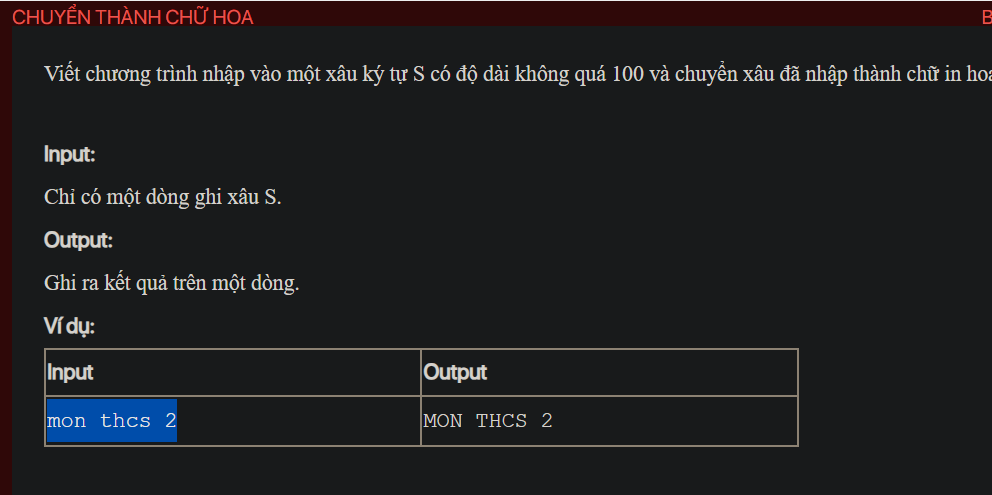 CHUYỂN THÀNH CHỮ HOA
Viết chương trình nhập vào một xâu ký tự S có độ dài không quá 100 và chuyển xâu đã nhập thành chữ in hoa
Input:
Chỉ có một dòng ghi xâu S.
Output:
Ghi ra kết quả trên một dòng.
Ví dụ:
Input Output
mon thcs 2 MON THCS 2